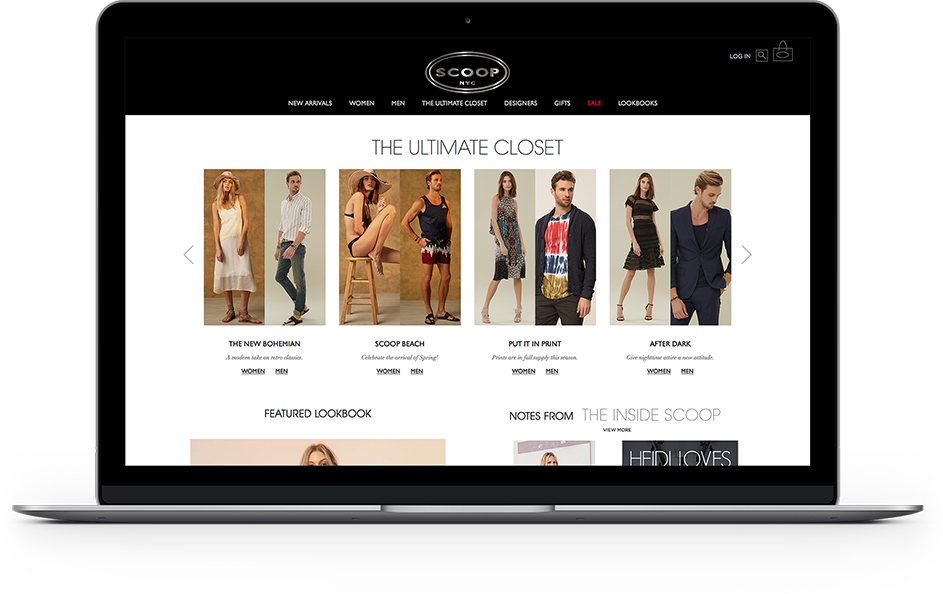 SCOOP
NYC
LOG IN
NEW ARRIVALS WOMEN MEN THE ULTIMATE CLOSET DESIGNERS GIFTS SALE LOOKBOOKS
THE ULTIMATE CLOSET
THE NEW BOHEMIAN
A modern take on retro classics.
WOMEN MEN
SCOOP BEACH
Celebrate the arrival of Spring!
WOMEN MEN
PUT IT IN PRINT
Prints are in full supply this season.
WOMEN MEN
AFTER DARK
Give nighttime attire a new attitude.
WOMEN MEN
FEATURED LOOKBOOK
NOTES FROM THE INSIDE SCOOP
VIEW MORE
HEIDI LOVES